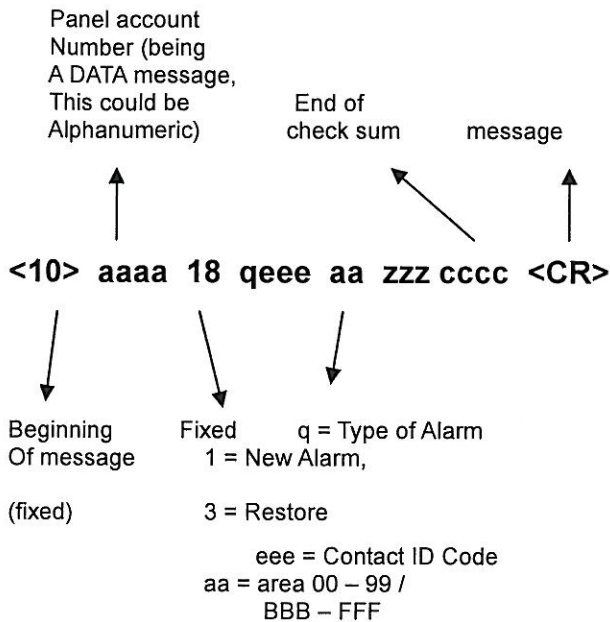 Panel account
Number (being
A DATA message,
This could be
Alphanumeric)
End of
check sum
message
<10> aaaa 18 qeee aa zzz cccc <CR>
Beginning
Of message
(fixed)
Fixed
q = Type of Alarm
1 = New Alarm,
3 = Restore
eee = Contact ID Code
aa = area 00 – 99 /
BBB – FFF